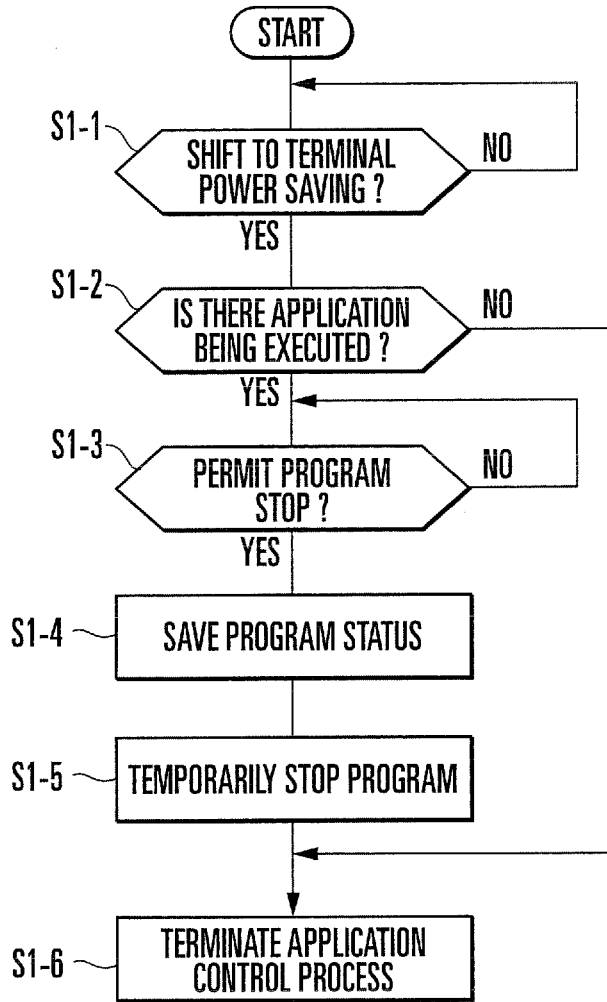 START
S1-1
SHIFT TO TERMINAL
POWER SAVING ?
NO
YES
S1-2
IS THERE APPLICATION
BEING EXECUTED ?
NO
YES
S1-3
PERMIT PROGRAM
STOP ?
NO
YES
S1-4
SAVE PROGRAM STATUS
S1-5
TEMPORARILY STOP PROGRAM
S1-6
TERMINATE APPLICATION
CONTROL PROCESS